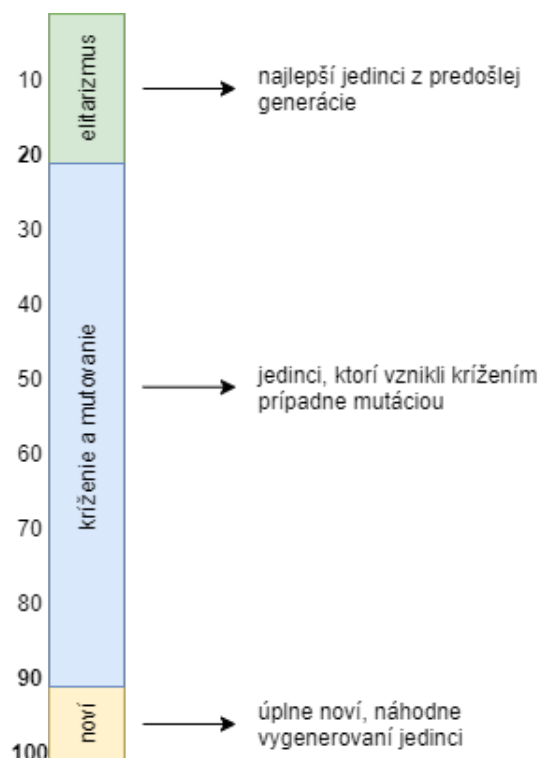 10
20
30
40
50
60
70
80
90
100
elitarizmus
kríženie a mutovanie
noví
najlepší jedinci z predošlej
generácie
jedinci, ktorí vznikli krížením
prípadne mutáciou
úplne noví, náhodne
vygenerovaní jedinci